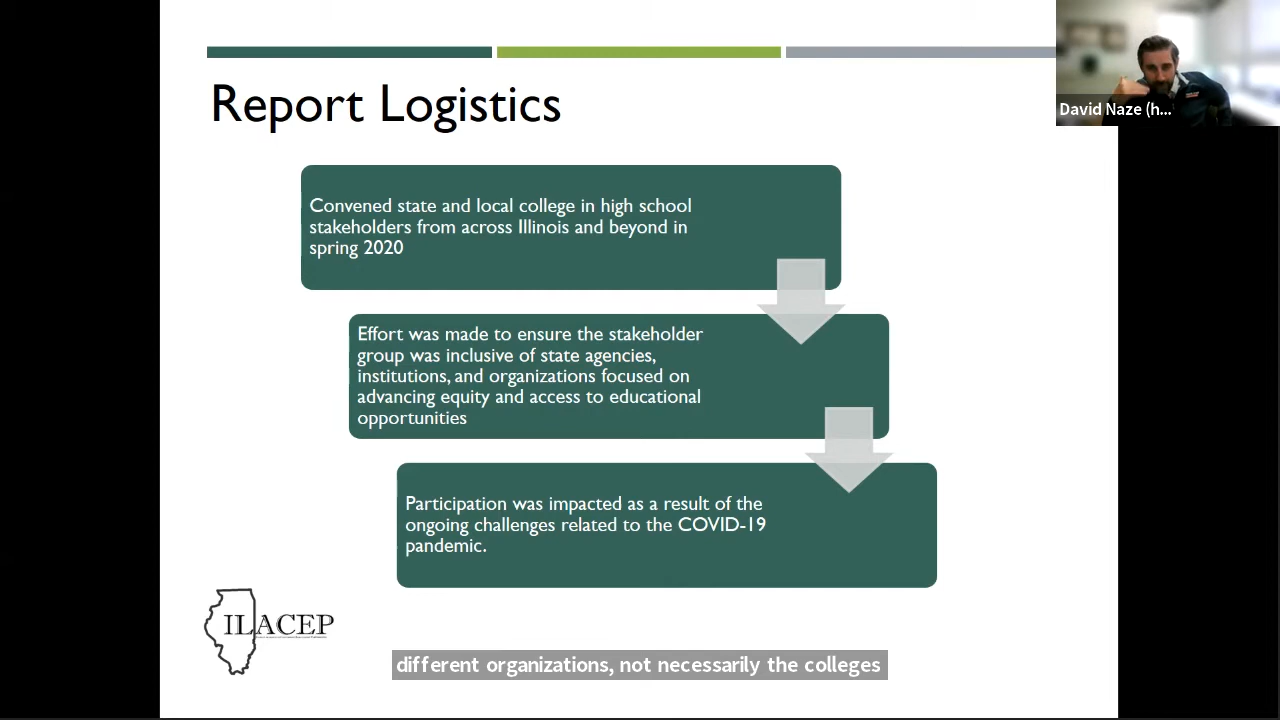 Report Logistics
David Naze (h...
Convened state and local college in high school
stakeholders from across Illinois and beyond in
spring 2020
Effort was made to ensure the stakeholder
group was inclusive of state agencies,
institutions, and organizations focused on
advancing equity and access to educational
opportunities
Participation was impacted as a result of the
ongoing challenges related to the COVID-19
pandemic.
ILACEP
different organizations, not necessarily the colleges